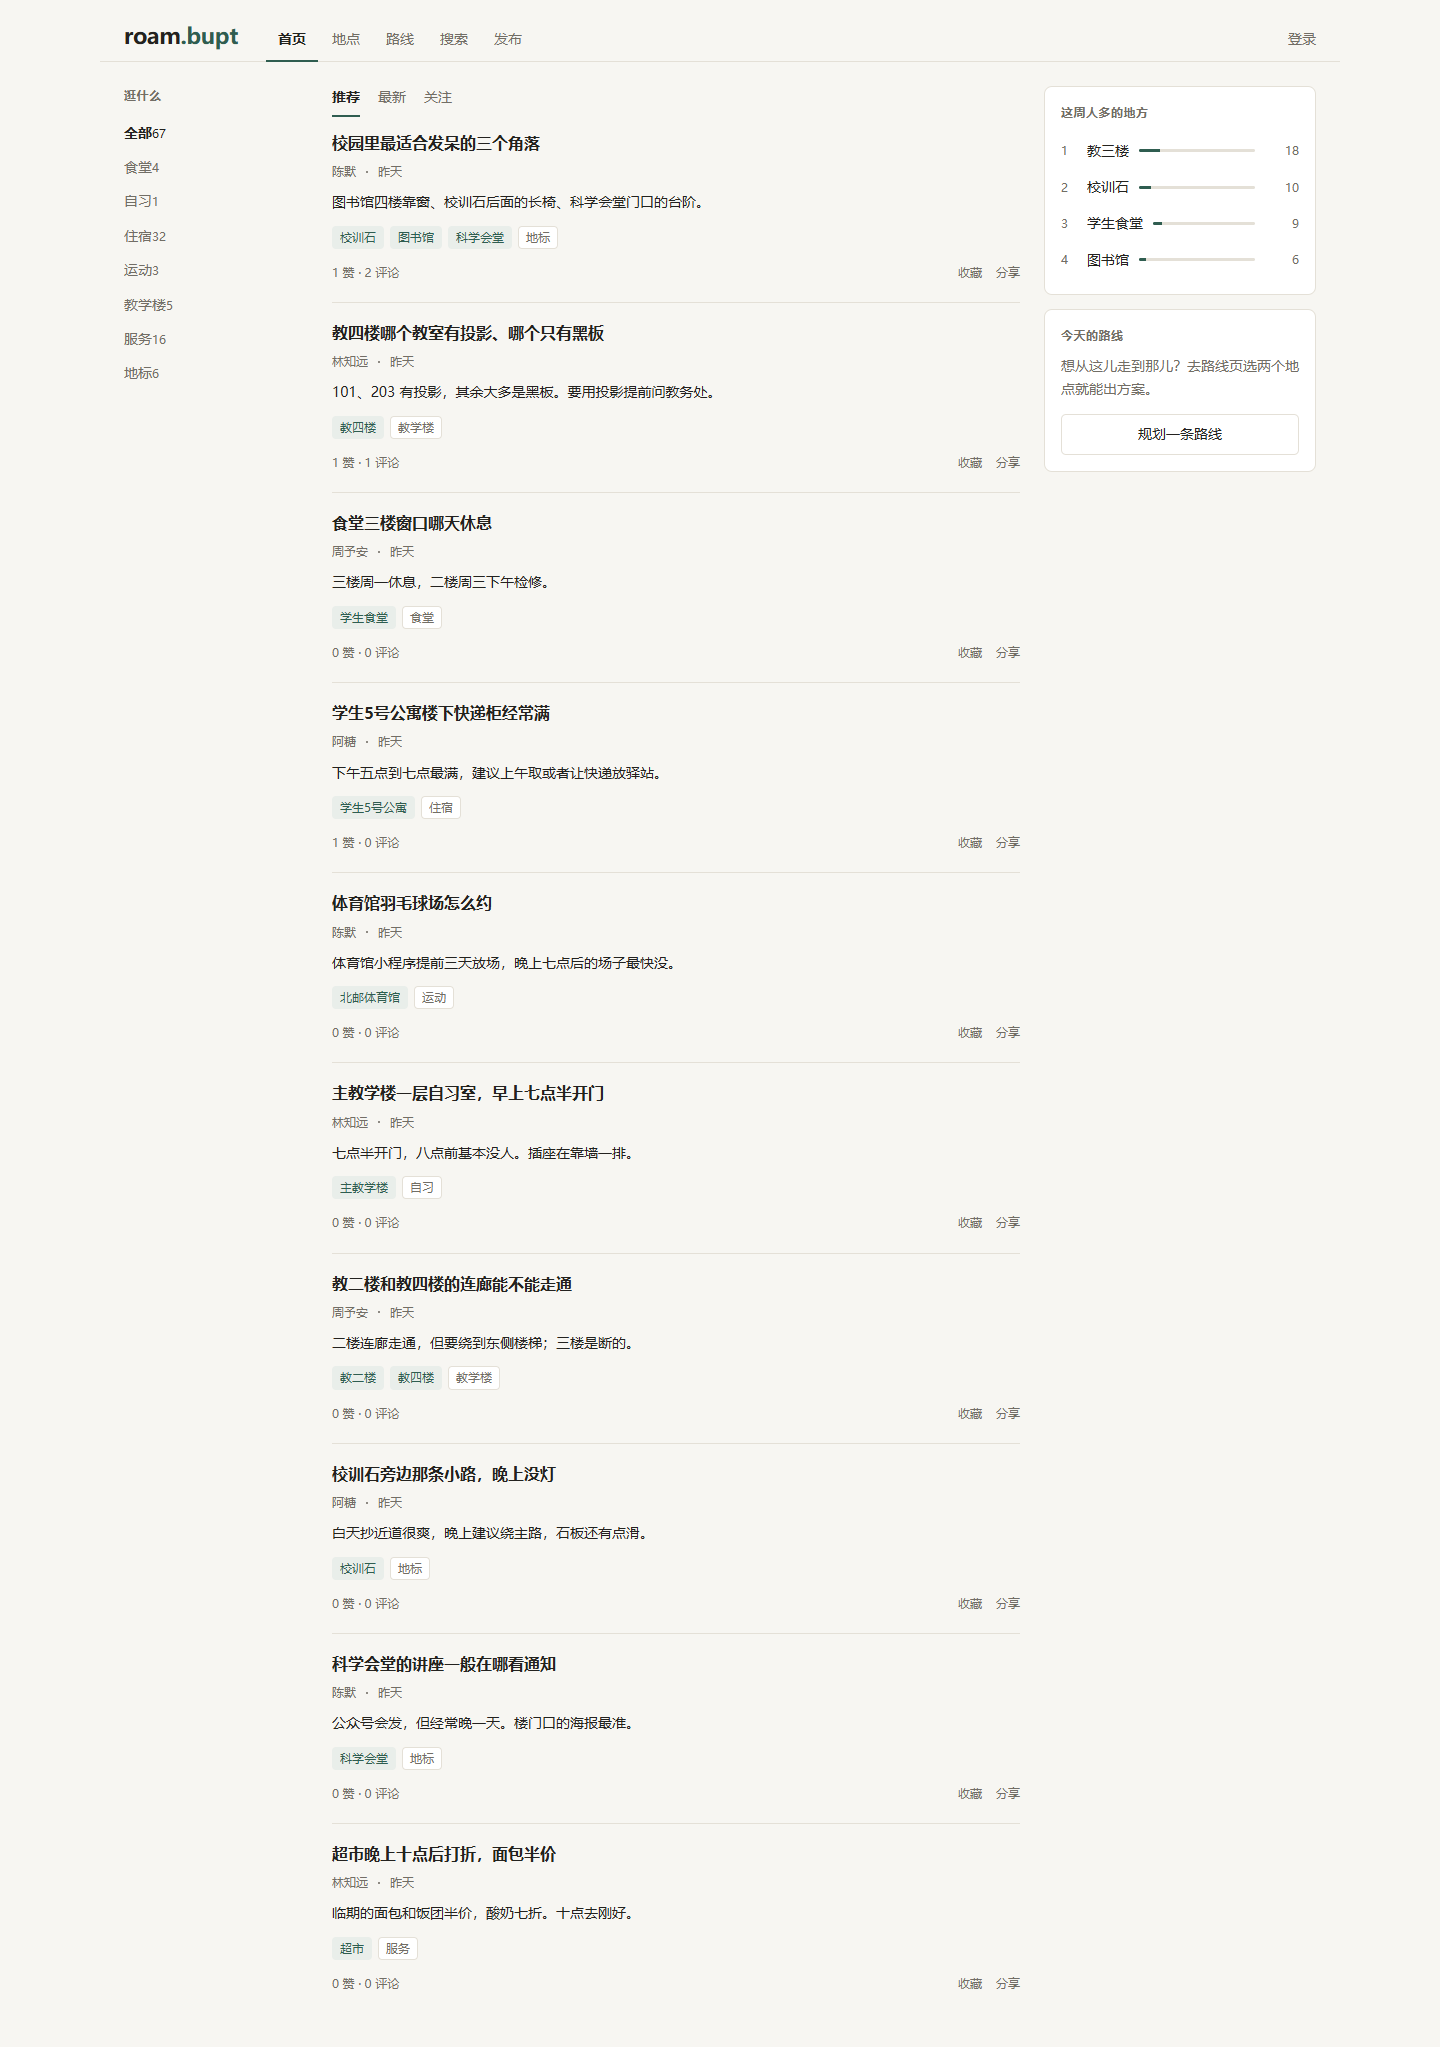 roam.bupt 首页 地点 路线 搜索 发布 登录
逛什么
全部67
食堂4
自习1
住宿32
运动3
教学楼5
服务16
地标6
推荐 最新 关注
校园里最适合发呆的三个角落
陈默 · 昨天
图书馆四楼靠窗、校训石后面的长椅、科学会堂门口的台阶。
校训石 图书馆 科学会堂 地标
1 赞 · 2 评论 收藏 分享
教四楼哪个教室有投影、哪个只有黑板
林知远 · 昨天
101、203 有投影，其余大多是黑板。要用投影提前问教务处。
教四楼 教学楼
1 赞 · 1 评论 收藏 分享
食堂三楼窗口哪天休息
周予安 · 昨天
三楼周一休息，二楼周三下午检修。
学生食堂 食堂
0 赞 · 0 评论 收藏 分享
学生5号公寓楼下快递柜经常满
阿糖 · 昨天
下午五点到七点最满，建议上午取或者让快递放驿站。
学生5号公寓 住宿
1 赞 · 0 评论 收藏 分享
体育馆羽毛球场怎么约
陈默 · 昨天
体育馆小程序提前三天放场，晚上七点后的场子最快没。
北邮体育馆 运动
0 赞 · 0 评论 收藏 分享
主教学楼一层自习室，早上七点半开门
林知远 · 昨天
七点半开门，八点前基本没人。插座在靠墙一排。
主教学楼 自习
0 赞 · 0 评论 收藏 分享
教二楼和教四楼的连廊能不能走通
周予安 · 昨天
二楼连廊走通，但要绕到东侧楼梯；三楼是断的。
教二楼 教四楼 教学楼
0 赞 · 0 评论 收藏 分享
校训石旁边那条小路，晚上没灯
阿糖 · 昨天
白天抄近道很爽，晚上建议绕主路，石板还有点滑。
校训石 地标
0 赞 · 0 评论 收藏 分享
科学会堂的讲座一般在哪看通知
陈默 · 昨天
公众号会发，但经常晚一天。楼门口的海报最准。
科学会堂 地标
0 赞 · 0 评论 收藏 分享
超市晚上十点后打折，面包半价
林知远 · 昨天
临期的面包和饭团半价，酸奶七折。十点去刚好。
超市 服务
0 赞 · 0 评论 收藏 分享
这周人多的地方
1 教三楼 18
2 校训石 10
3 学生食堂 9
4 图书馆 6
今天的路线
想从这儿走到那儿？去路线页选两个地
点就能出方案。
规划一条路线